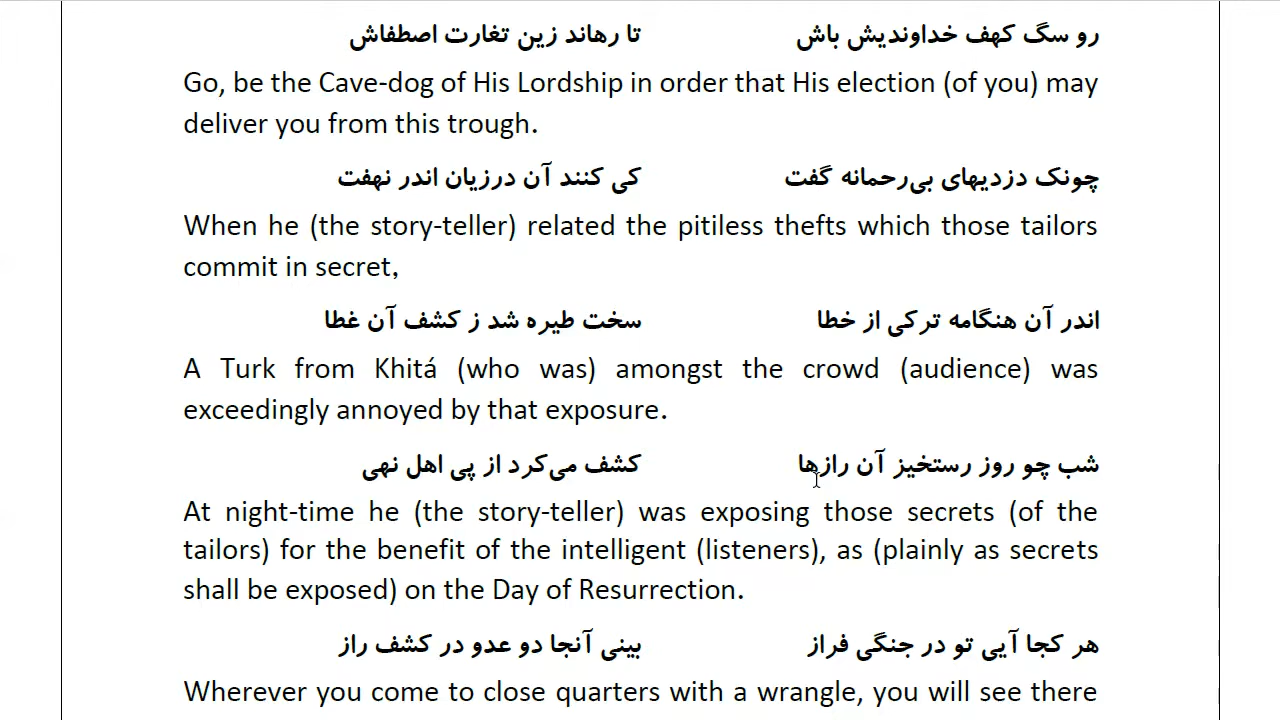 رو سگ کهف خداوندیش باش تا رهاند زین تغارت اصطفاش
Go, be the Cave-dog of His Lordship in order that His election (of you) may
deliver you from this trough.
چونک دزدیهای بی‌رحمانه گفت کی کنند آن درزیان اندر نهفت
When he (the story-teller) related the pitiless thefts which those tailors
commit in secret,
اندر آن هنگامه ترکی از خطا سخت طیره شد ز کشف آن غطا
A Turk from Khitá (who was) amongst the crowd (audience) was
exceedingly annoyed by that exposure.
شب چو روز رستخیز آن رازها کشف می‌کرد از پی اهل نهی
At night-time he (the story-teller) was exposing those secrets (of the
tailors) for the benefit of the intelligent (listeners), as (plainly as secrets
shall be exposed) on the Day of Resurrection.
هر کجا آیی تو در جنگی فراز بینی آنجا دو عدو در کشف راز
Wherever you come to close quarters with a wrangle, you will see there